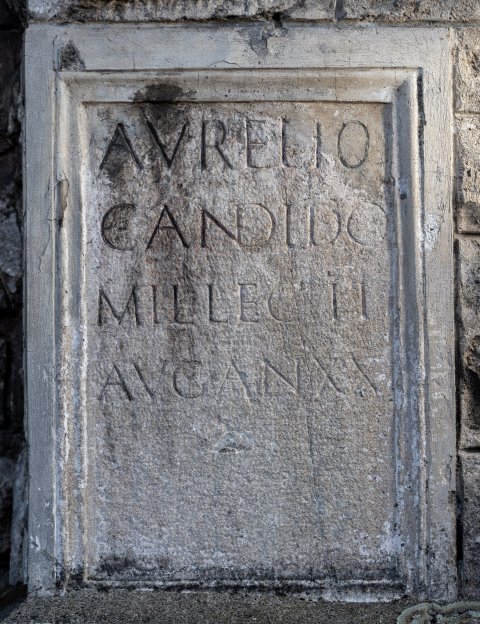 AVRELIO
CANDIDO
MIL LEG II
AVG AN XX